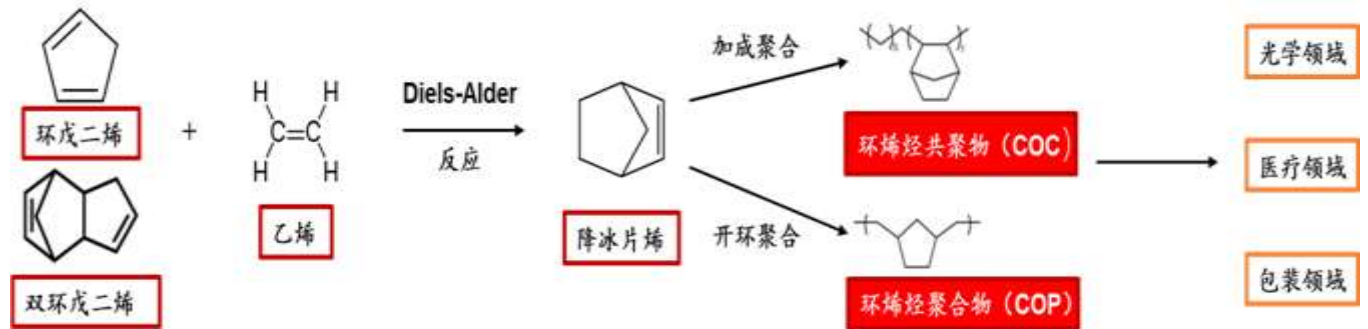 环戊二烯
双环戊二烯
+
H H
C=C
H H
乙烯
Diels-Alder
反应
降冰片烯
加成聚合
开环聚合
环烯烃共聚物（COC）
环烯烃聚合物（COP）
光学领域
医疗领域
包装领域